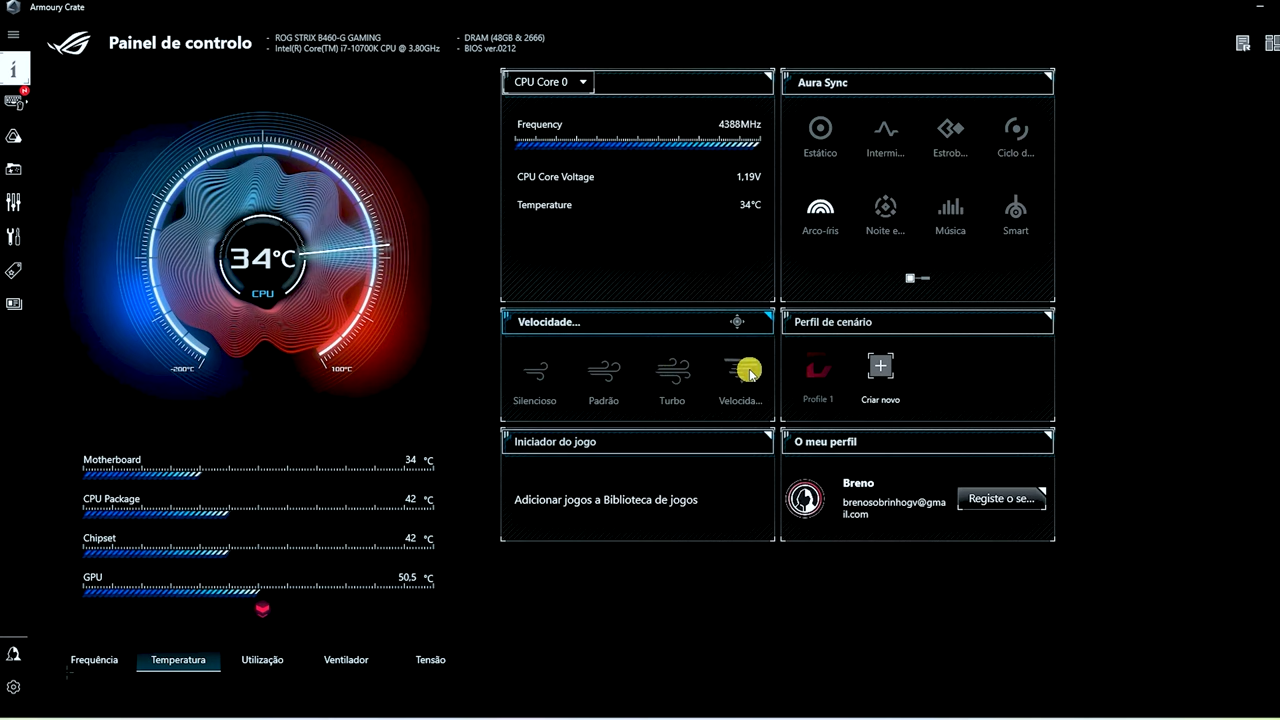 Armoury Crate
Painel de controlo
- ROG STRIX B460-G GAMING
- Intel(R) Core(TM) i7-10700K CPU @ 3.80GHz
- DRAM (48GB & 2666)
- BIOS ver.0212
34°C
CPU
-200°C
100°C
Motherboard 34 °C
CPU Package 42 °C
Chipset 42 °C
GPU 50,5 °C
Frequência Temperatura Utilização Ventilador Tensão
CPU Core 0
Frequency 4388MHz
CPU Core Voltage 1,19V
Temperature 34°C
Aura Sync
Estático Intermi... Estrob... Ciclo d...
Arco-íris Noite e... Música Smart
Velocidade...
Silencioso Padrão Turbo Velocida...
Perfil de cenário
Profile 1 Criar novo
Iniciador do jogo
Adicionar jogos a Biblioteca de jogos
O meu perfil
Breno
brenosobrinhogv@gma
il.com
Registe o se...